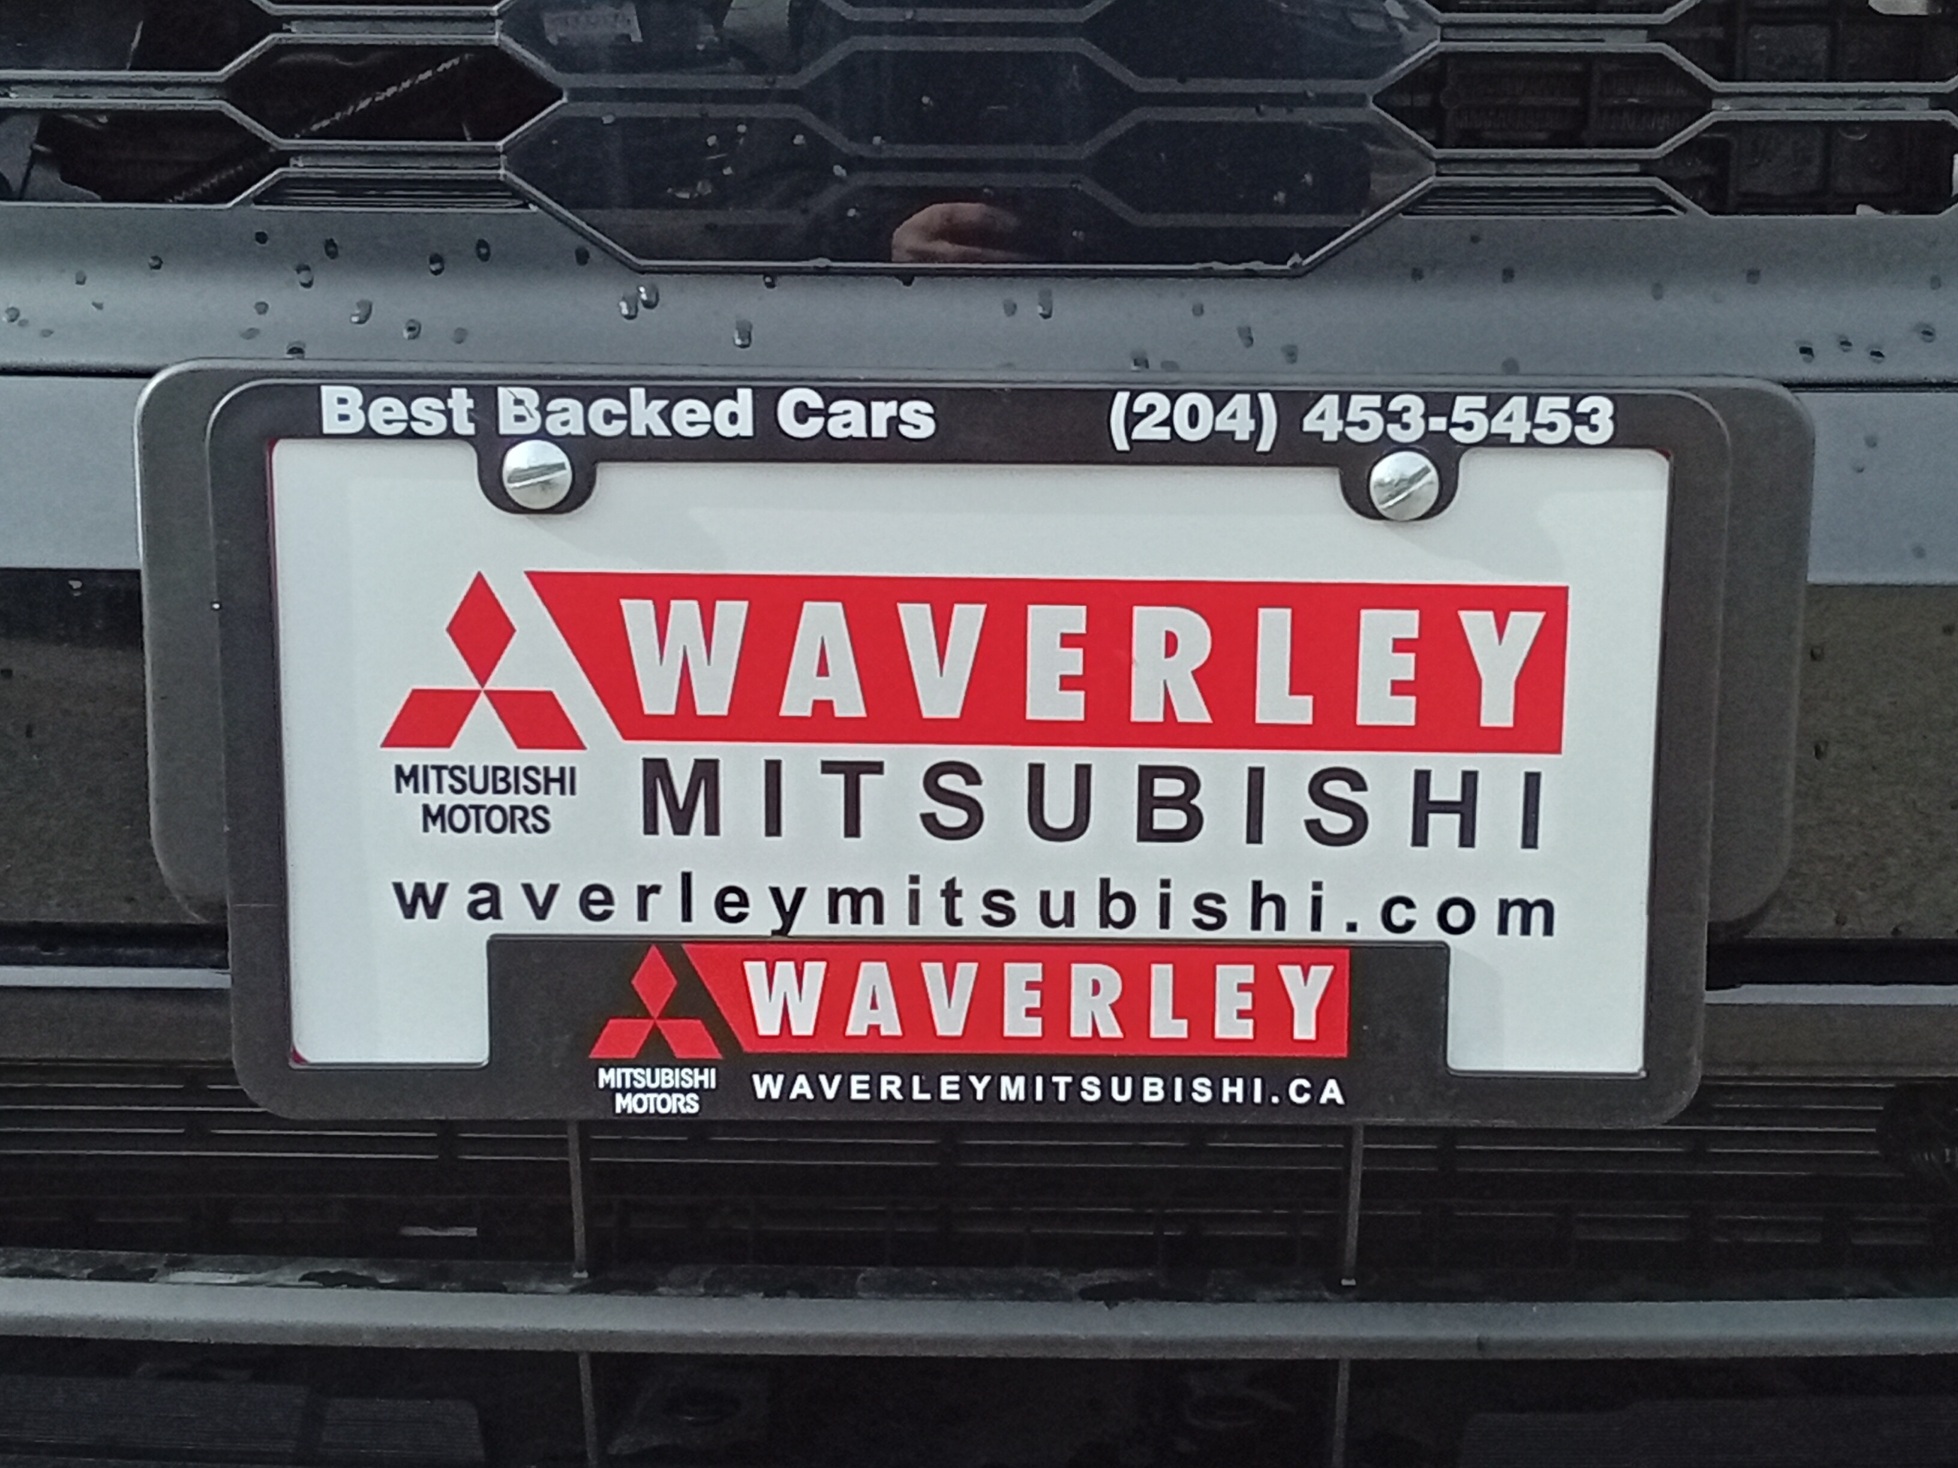 Best Backed Cars (204) 453-5453
WAVERLEY
MITSUBISHI
MITSUBISHI
MOTORS
waverleymitsubishi.com
WAVERLEY
MITSUBISHI
MOTORS
WAVERLEYMITSUBISHI.CA